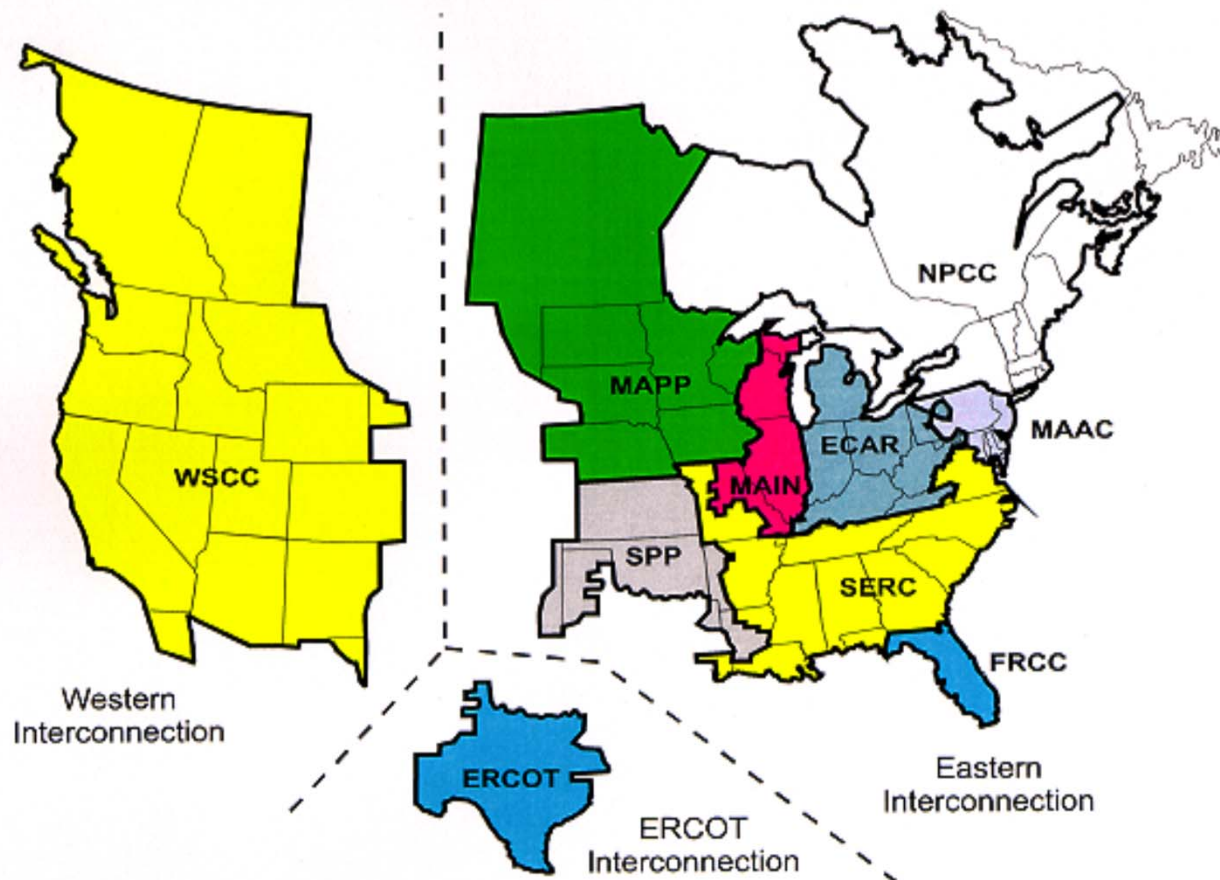 NPCC
MAPP
MAAC
ECAR
WSCC
MAIN
SPP
SERC
FRCC
Western
Interconnection
ERCOT
Eastern
Interconnection
ERCOT
Interconnection